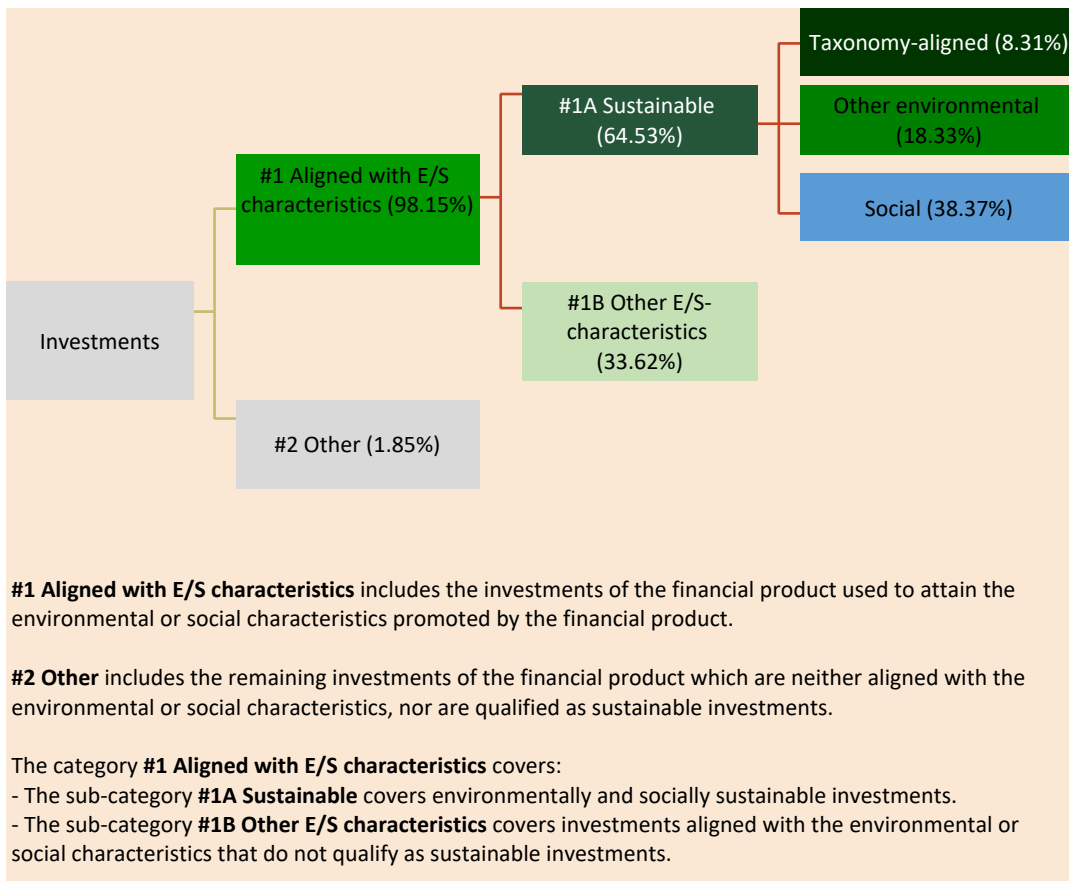 Taxonomy-aligned (8.31%)
#1A Sustainable
(64.53%)
Other environmental
(18.33%)
#1 Aligned with E/S
characteristics (98.15%)
Social (38.37%)
#1B Other E/S-
characteristics
(33.62%)
Investments
#2 Other (1.85%)
#1 Aligned with E/S characteristics includes the investments of the financial product used to attain the
environmental or social characteristics promoted by the financial product.
#2 Other includes the remaining investments of the financial product which are neither aligned with the
environmental or social characteristics, nor are qualified as sustainable investments.
The category #1 Aligned with E/S characteristics covers:
- The sub-category #1A Sustainable covers environmentally and socially sustainable investments.
- The sub-category #1B Other E/S characteristics covers investments aligned with the environmental or
social characteristics that do not qualify as sustainable investments.